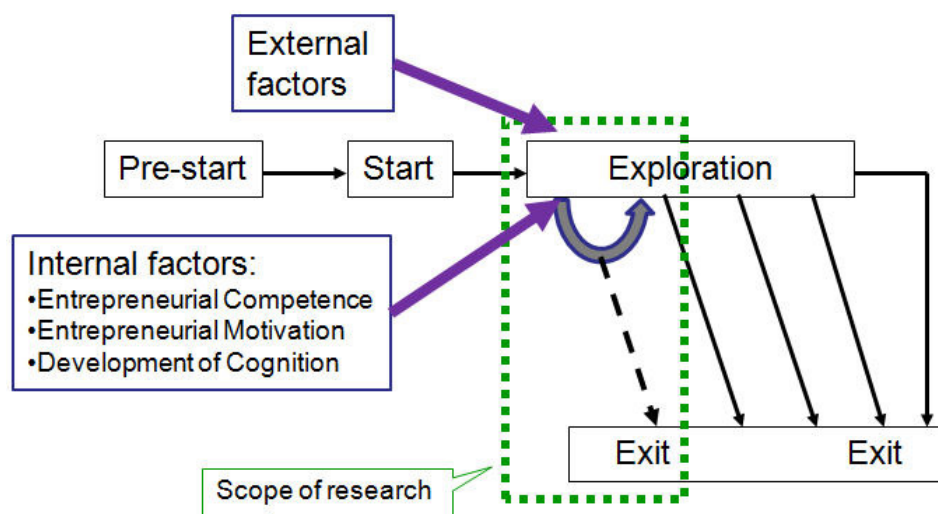 External
factors
Pre-start
Start
Exploration
Internal factors:
•Entrepreneurial Competence
•Entrepreneurial Motivation
•Development of Cognition
Exit
Exit
Scope of research